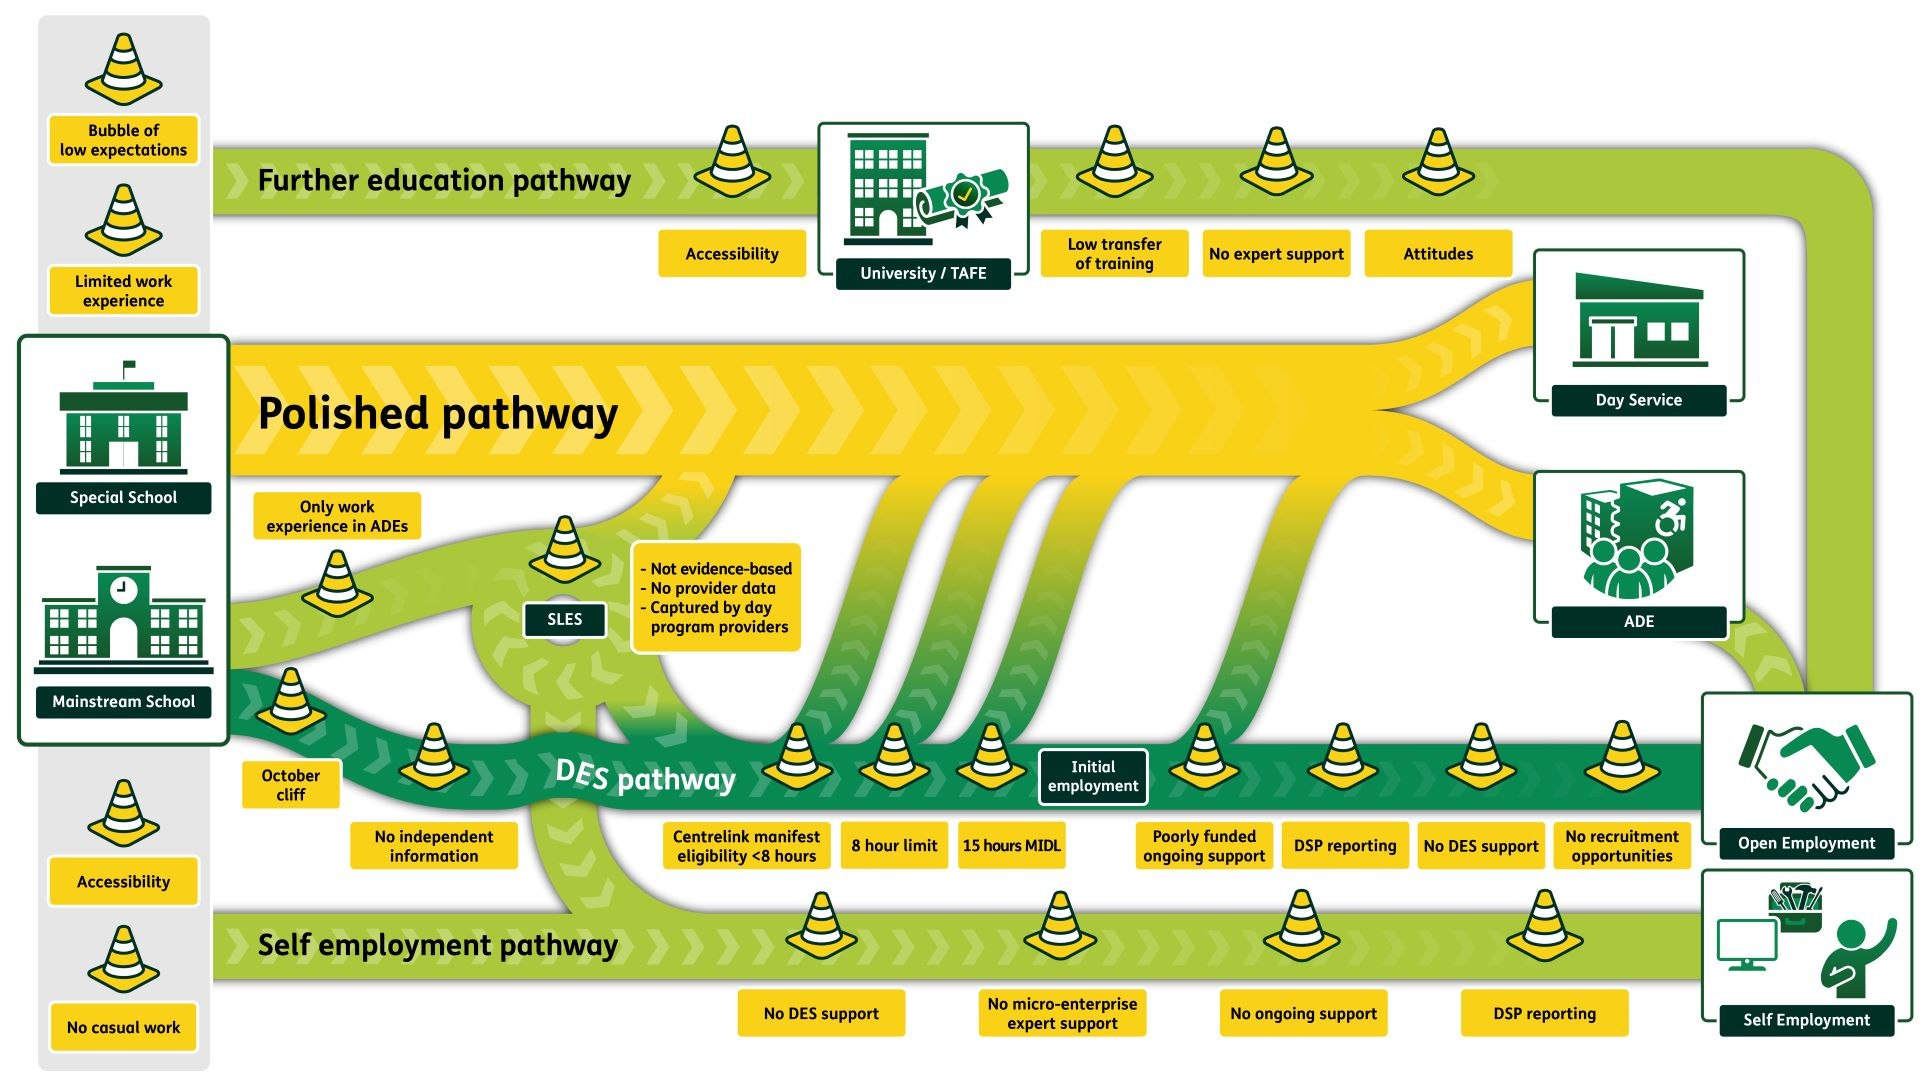 Bubble of
low expectations
Limited work
experience
Special School
Mainstream School
Accessibility
No casual work
Further education pathway
Accessibility
University / TAFE
Low transfer
of training
No expert support
Attitudes
Polished pathway
Day Service
ADE
Only work
experience in ADEs
SLES
- Not evidence-based
- No provider data
- Captured by day
program providers
October
cliff
No independent
information
DES pathway
Centrelink manifest
eligibility <8 hours
8 hour limit
15 hours MIDL
Initial
employment
Poorly funded
ongoing support
DSP reporting
No DES support
No recruitment
opportunities
Open Employment
Self employment pathway
No DES support
No micro-enterprise
expert support
No ongoing support
DSP reporting
Self Employment